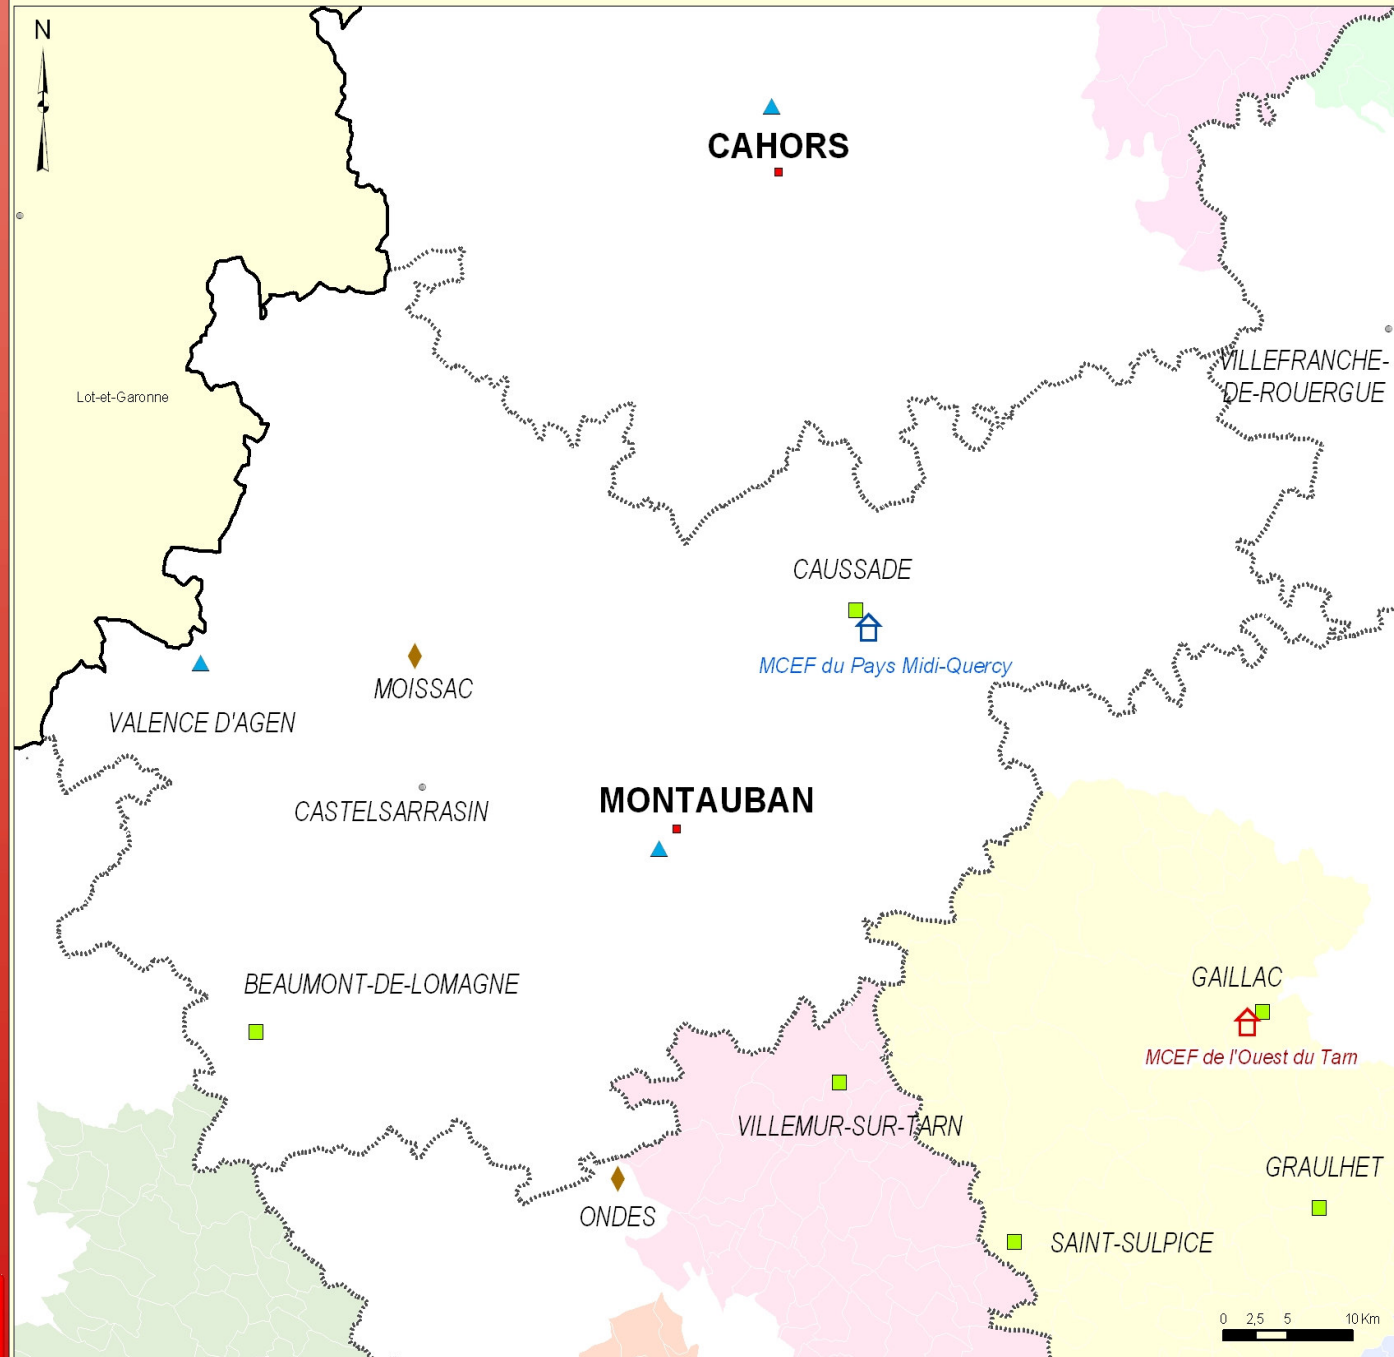 N
CAHORS
VILLEFRANCHE-
DE-ROUERGUE
Lot-et-Garonne
CAUSSADE
MCEF du Pays Midi-Quercy
MOISSAC
VALENCE D'AGEN
CASTELSARRASIN
MONTAUBAN
BEAUMONT-DE-LOMAGNE
GAILLAC
MCEF de l'Ouest du Tarn
VILLEMUR-SUR-TARN
GRAULHET
ONDES
SAINT-SULPICE
0 2,5 5 10 Km